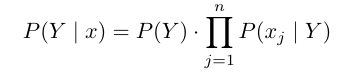 P(Y | x) = P(Y) · ∏_{j=1}^{n} P(x_j | Y)